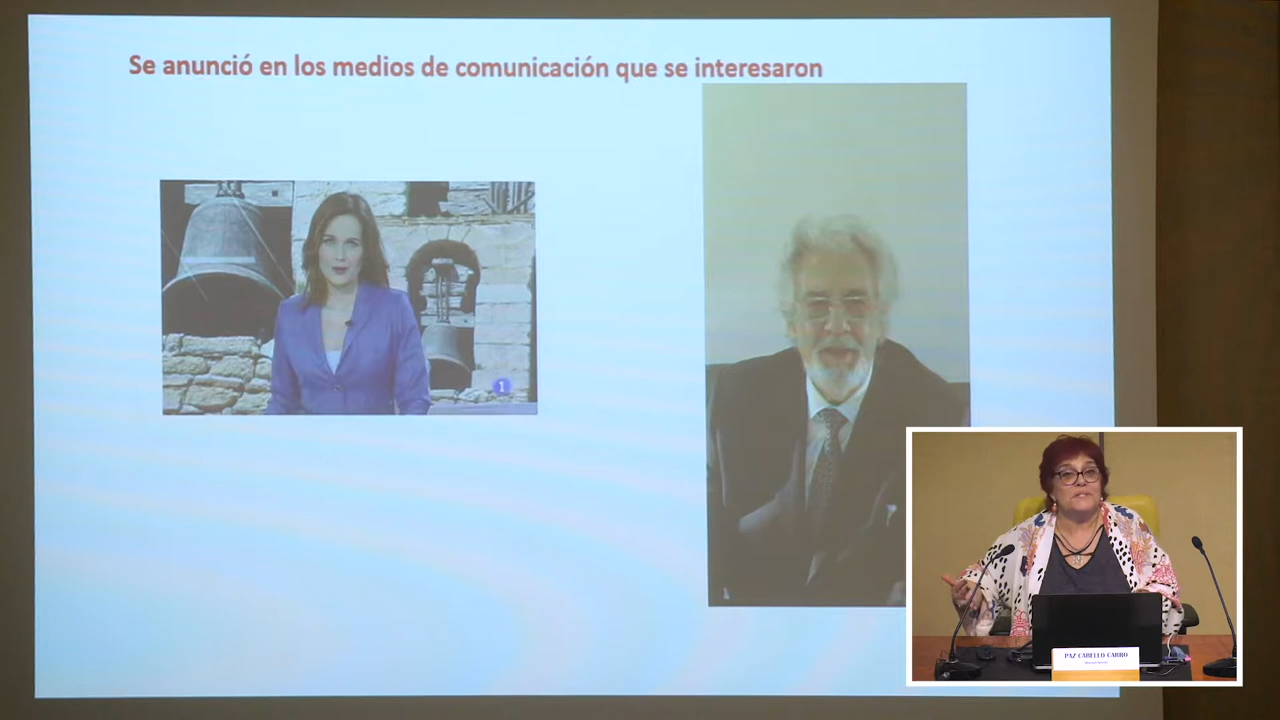 Se anunció en los medios de comunicación que se interesaron
1
PAZ CABELLO CARRO